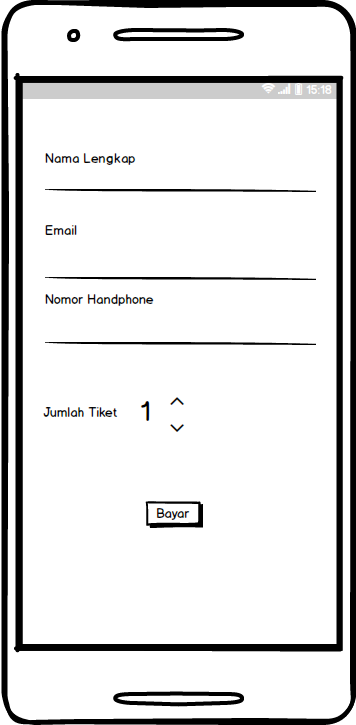 15:18
Nama Lengkap
Email
Nomor Handphone
Jumlah Tiket 1
Bayar